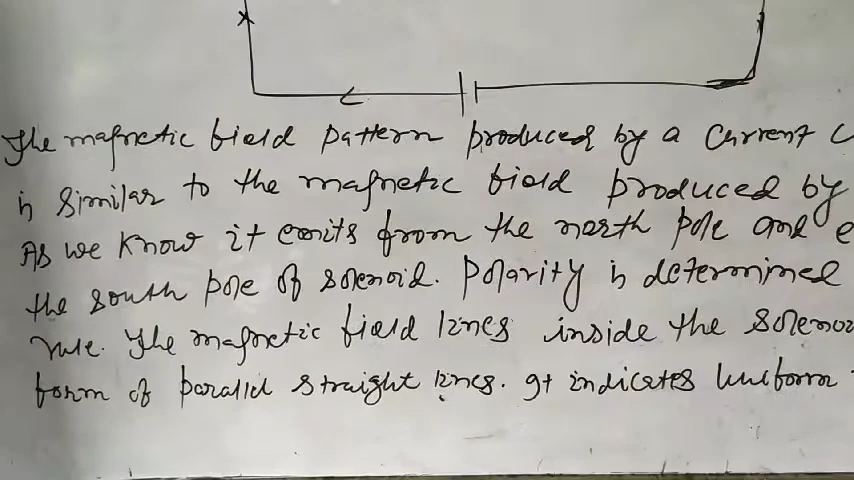 The magnetic field pattern produced by a current c
is similar to the magnetic field produced by
As we know it emits from the north pole and e
the south pole of solenoid. Polarity is determined
rule. The magnetic field lines inside the soleno
form of parallel straight lines. It indicates uniform